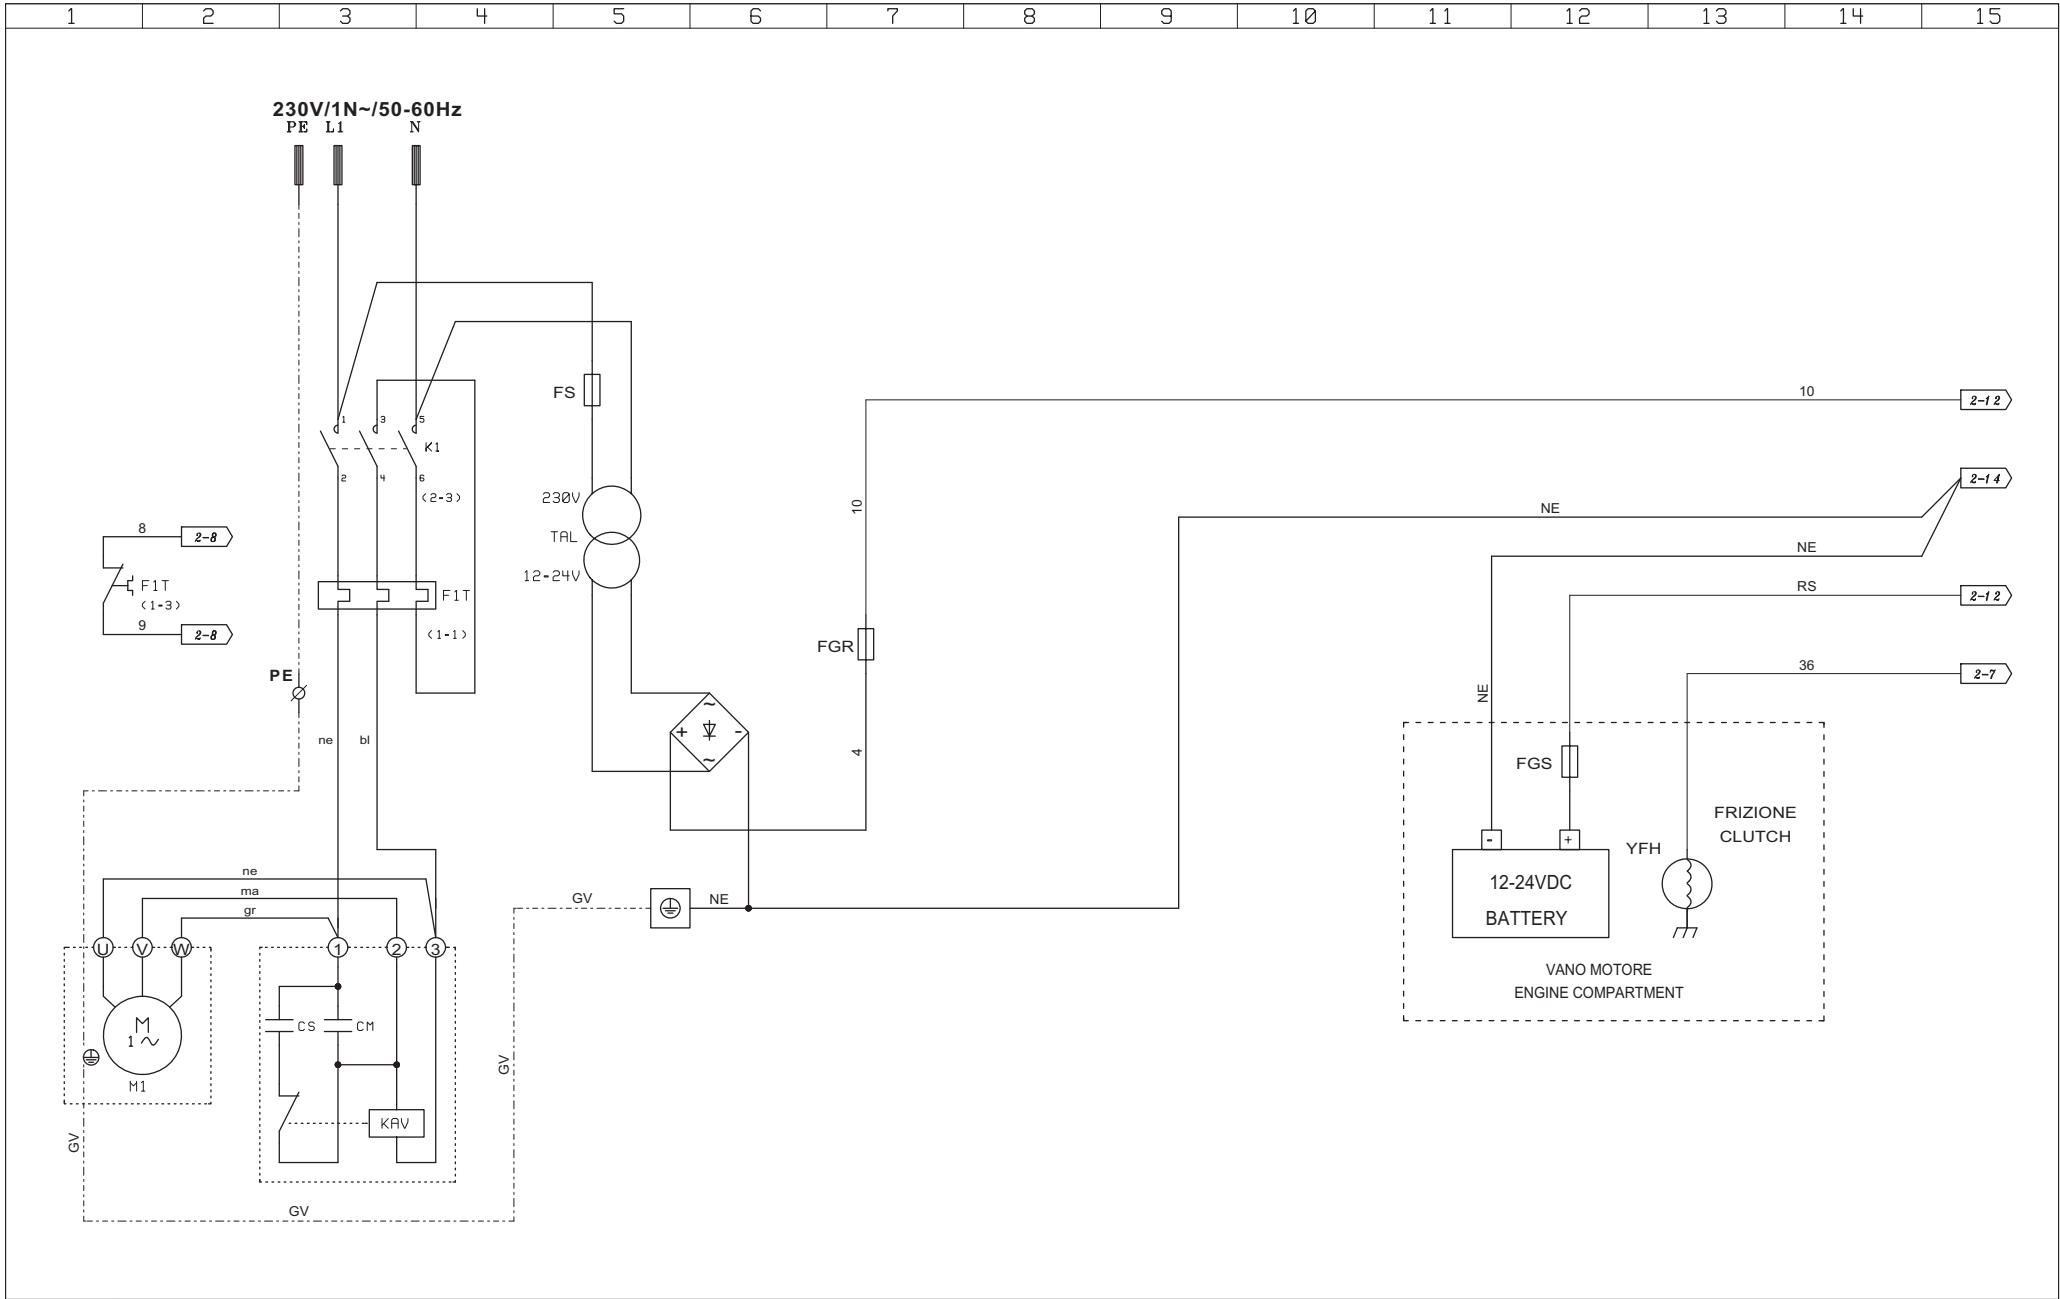 1 2 3 4 5 6 7 8 9 10 11 12 13 14 15
230V/1N~/50-60Hz
PE L1 N
FS
10
2-12
1 3 5
K1
2 4 6
(2-3)
230V
TAL
12-24V
10
NE
2-14
NE
8
2-8
F1T
(1-3)
9
2-8
F1T
(1-1)
RS
2-12
FGR
36
2-7
PE
NE
ne bl
~
+ -
~
4
FGS
FRIZIONE
CLUTCH
- +
YFH
12-24VDC
BATTERY
VANO MOTORE
ENGINE COMPARTMENT
ne
ma
gr
GV
NE
U V W
1 2 3
M
1~
M1
CS CM
KAV
GV
GV
GV